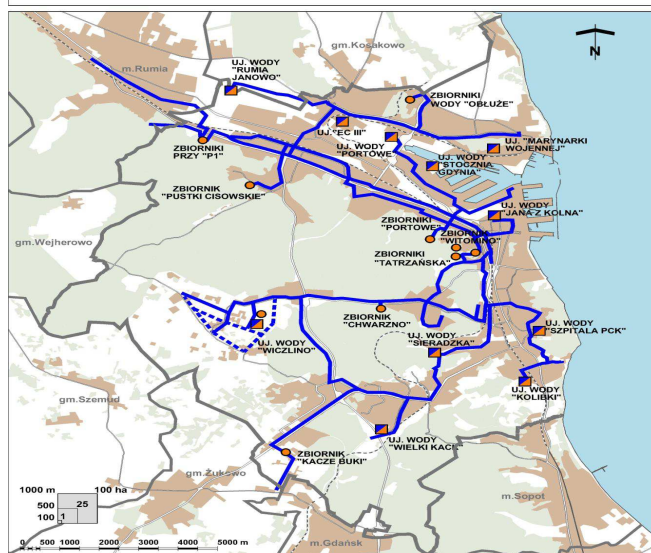 gm.Kosakowo
N
UJ. WODY
"RUMIA
JANOWO"
m.Rumia
ZBIORNIKI
WODY "OBŁUŻE"
UJ."EC III"
UJ. WODY
"PORTOWE"
UJ. "MARYNARKI
WOJENNEJ"
ZBIORNIKI
PRZY "P1"
UJ. WODY
"STOCZNIA
GDYNIA"
ZBIORNIK
"PUSTKI CISOWSKIE"
UJ. WODY
"JANA Z KOLNA"
ZBIORNIKI
"PORTOWE"
ZBIORNIK
"WITOMINO"
gm.Wejherowo
ZBIORNIKI
"TATRZAŃSKA"
ZBIORNIK
"CHWARZNO"
UJ. WODY
"WICZLINO"
UJ. WODY
"SZPITALA PCK"
UJ. WODY
"SIERADZKA"
UJ. WODY
"KOLIBKI"
gm.Szemud
UJ. WODY
"WIELKI KACK"
ZBIORNIK
"KACZE BUKI"
gm.Żukowo
1000 m
100 ha
500
25
100
1
m.Sopot
0 500 1000 2000 3000 4000 5000 m
m.Gdańsk